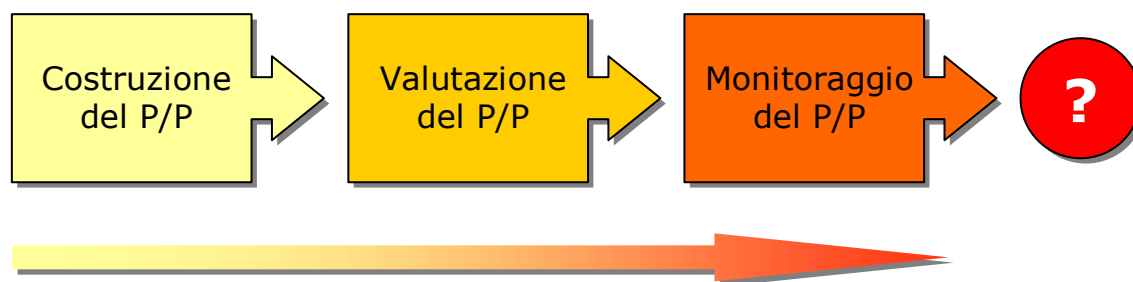 Costruzione
del P/P
Valutazione
del P/P
Monitoraggio
del P/P
?